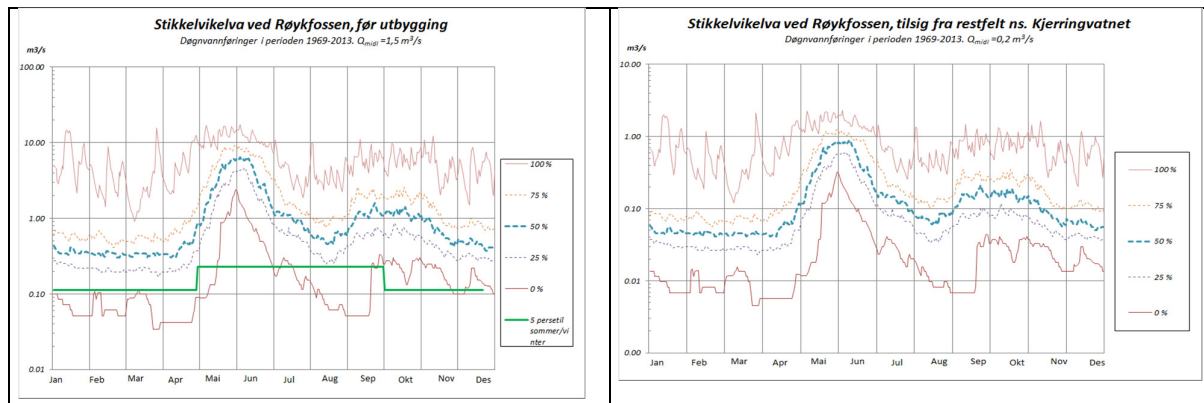 Stikkelvikelva ved Røykfossen, før utbygging
Døgnvannføringer i perioden 1969-2013. Qmidl =1,5 m³/s
m3/s
100.00
10.00
1.00
0.10
0.01
Jan Feb Mar Apr Mai Jun Jul Aug Sep Okt Nov Des
100 %
75 %
50 %
25 %
0 %
5 persetil
sommer/vi
nter
Stikkelvikelva ved Røykfossen, tilsig fra restfelt ns. Kjerringvatnet
Døgnvannføringer i perioden 1969-2013. Qmidl =0,2 m³/s
m3/s
10.00
1.00
0.10
0.01
0.00
Jan Feb Mar Apr Mai Jun Jul Aug Sep Okt Nov Des
100 %
75 %
50 %
25 %
0 %